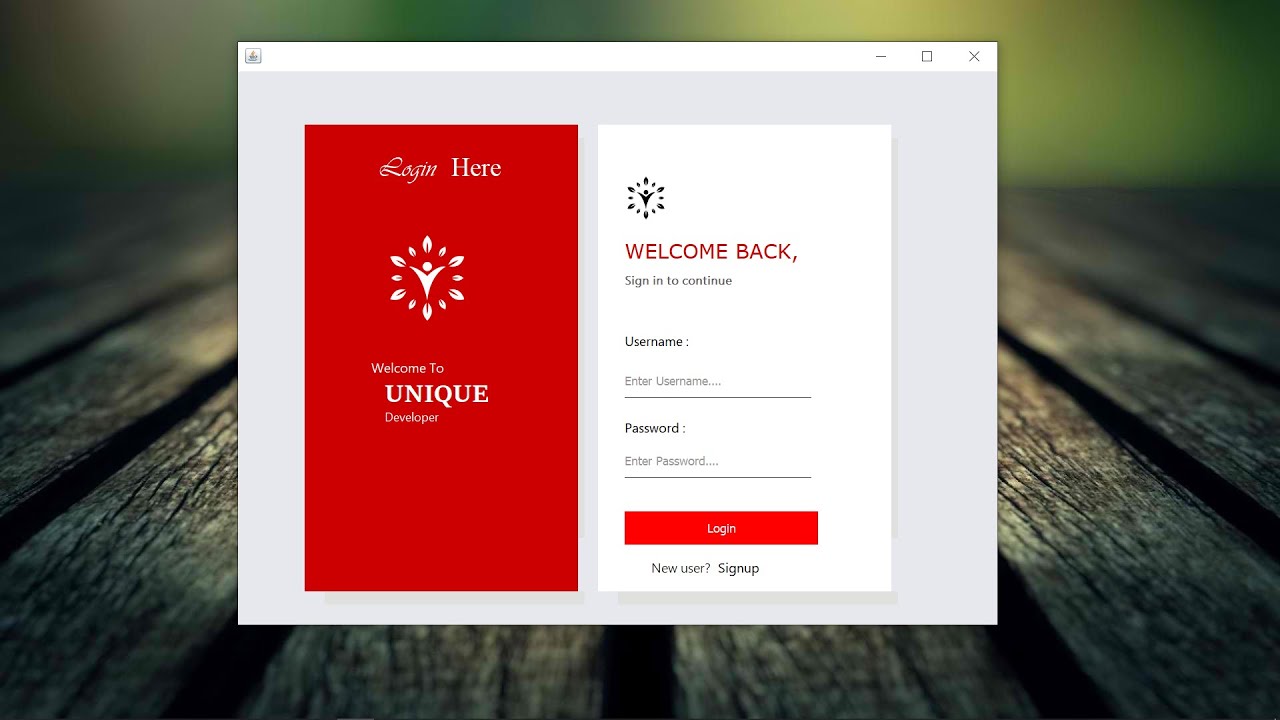 Login Here
Welcome To
UNIQUE
Developer
WELCOME BACK,
Sign in to continue
Username :
Enter Username....
Password :
Enter Password....
Login
New user? Signup